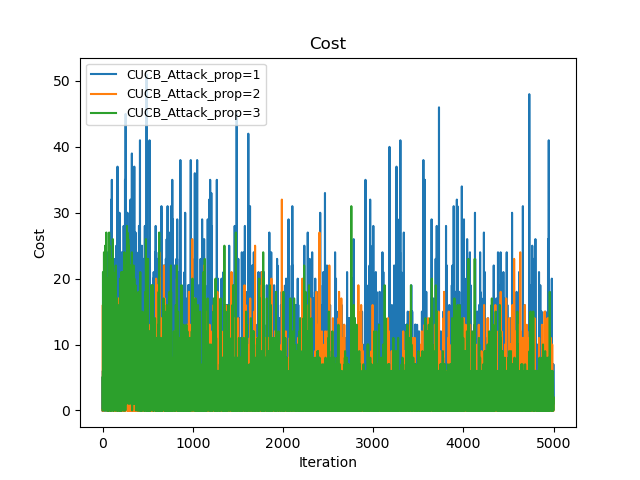 Cost
CUCB_Attack_prop=1
CUCB_Attack_prop=2
CUCB_Attack_prop=3
50
40
30
20
10
0
Cost
0 1000 2000 3000 4000 5000
Iteration